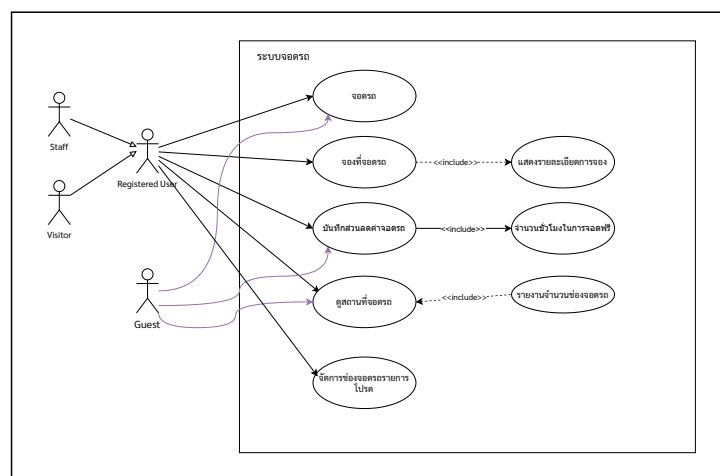 ระบบจอดรถ
จอดรถ
Staff
Registered User
จองที่จอดรถ
<<include>>
แสดงรายละเอียดการจอง
Visitor
บันทึกส่วนลดค่าจอดรถ
<<include>>
จำนวนชั่วโมงในการจอดฟรี
Guest
ดูสถานที่จอดรถ
<<include>>
รายงานจำนวนช่องจอดรถ
จัดการช่องจอดรถรายการ
โปรด